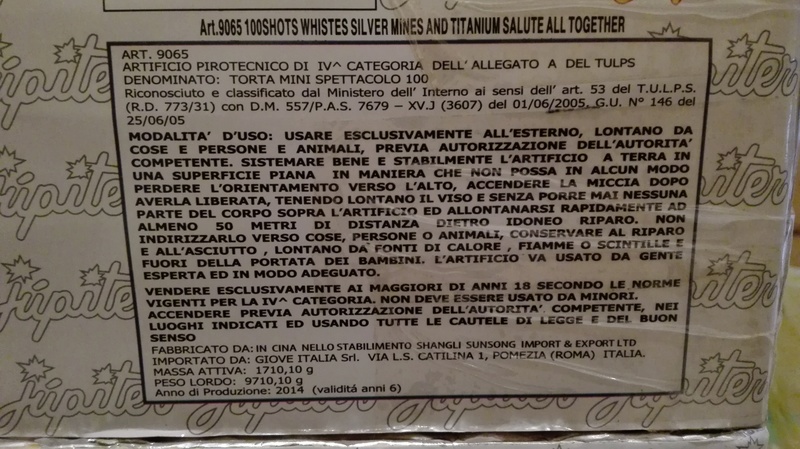 Art.9065 100SHOTS WHISTES SILVER MINES AND TITANIUM SALUTE ALL TOGETHER
ART. 9065
ARTIFICIO PIROTECNICO DI IV^ CATEGORIA DELL'ALLEGATO A DEL TULPS
DENOMINATO: TORTA MINI SPETTACOLO 100
Riconosciuto e classificato dal Ministero dell' Interno ai sensi dell' art. 53 del T.U.L.P.S.
(R.D. 773/31) con D.M. 557/P.A.S. 7679 – XV.J (3607) del 01/06/2005, G.U. N° 146 del
25/06/05
MODALITA' D'USO: USARE ESCLUSIVAMENTE ALL'ESTERNO, LONTANO DA
COSE E PERSONE E ANIMALI, PREVIA AUTORIZZAZIONE DELL'AUTORITA'
COMPETENTE. SISTEMARE BENE E STABILMENTE L'ARTIFICIO A TERRA IN
UNA SUPERFICIE PIANA IN MANIERA CHE NON POSSA IN ALCUN MODO
PERDERE L'ORIENTAMENTO VERSO L'ALTO, ACCENDERE LA MICCIA DOPO
AVERLA LIBERATA, TENENDO LONTANO IL VISO E SENZA PORRE MAI NESSUNA
PARTE DEL CORPO SOPRA L'ARTIFICIO ED ALLONTANARSI RAPIDAMENTE AD
ALMENO 50 METRI DI DISTANZA DIETRO IDONEO RIPARO. NON
INDIRIZZARLO VERSO COSE, PERSONE O ANIMALI, CONSERVARE AL RIPARO
E ALL'ASCIUTTO , LONTANO DA' FONTI DI CALORE , FIAMME O SCINTILLE E
FUORI DELLA PORTATA DEI BAMBINI. L'ARTIFICIO VA USATO DA GENTE
ESPERTA ED IN MODO ADEGUATO.
VENDERE ESCLUSIVAMENTE AI MAGGIORI DI ANNI 18 SECONDO LE NORME
VIGENTI PER LA IV^ CATEGORIA. NON DEVE ESSERE USATO DA MINORI.
ACCENDERE PREVIA AUTORIZZAZIONE DELL'AUTORITA' COMPETENTE, NEI
LUOGHI INDICATI ED USANDO TUTTE LE CAUTELE DI LEGGE E DEL BUON
SENSO
FABBRICATO DA: IN CINA NELLO STABILIMENTO SHANGLI SUNSONG IMPORT & EXPORT LTD
IMPORTATO DA: GIOVE ITALIA Srl. VIA L.S. CATILINA 1, POMEZIA (ROMA) ITALIA.
MASSA ATTIVA: 1710,10 g
PESO LORDO: 9710,10 g
Anno di Produzione: 2014 (validitá anni 6)
Jupiter
Jupiter
Jupiter
Jupiter
Jupiter
Jupiter
Jupiter